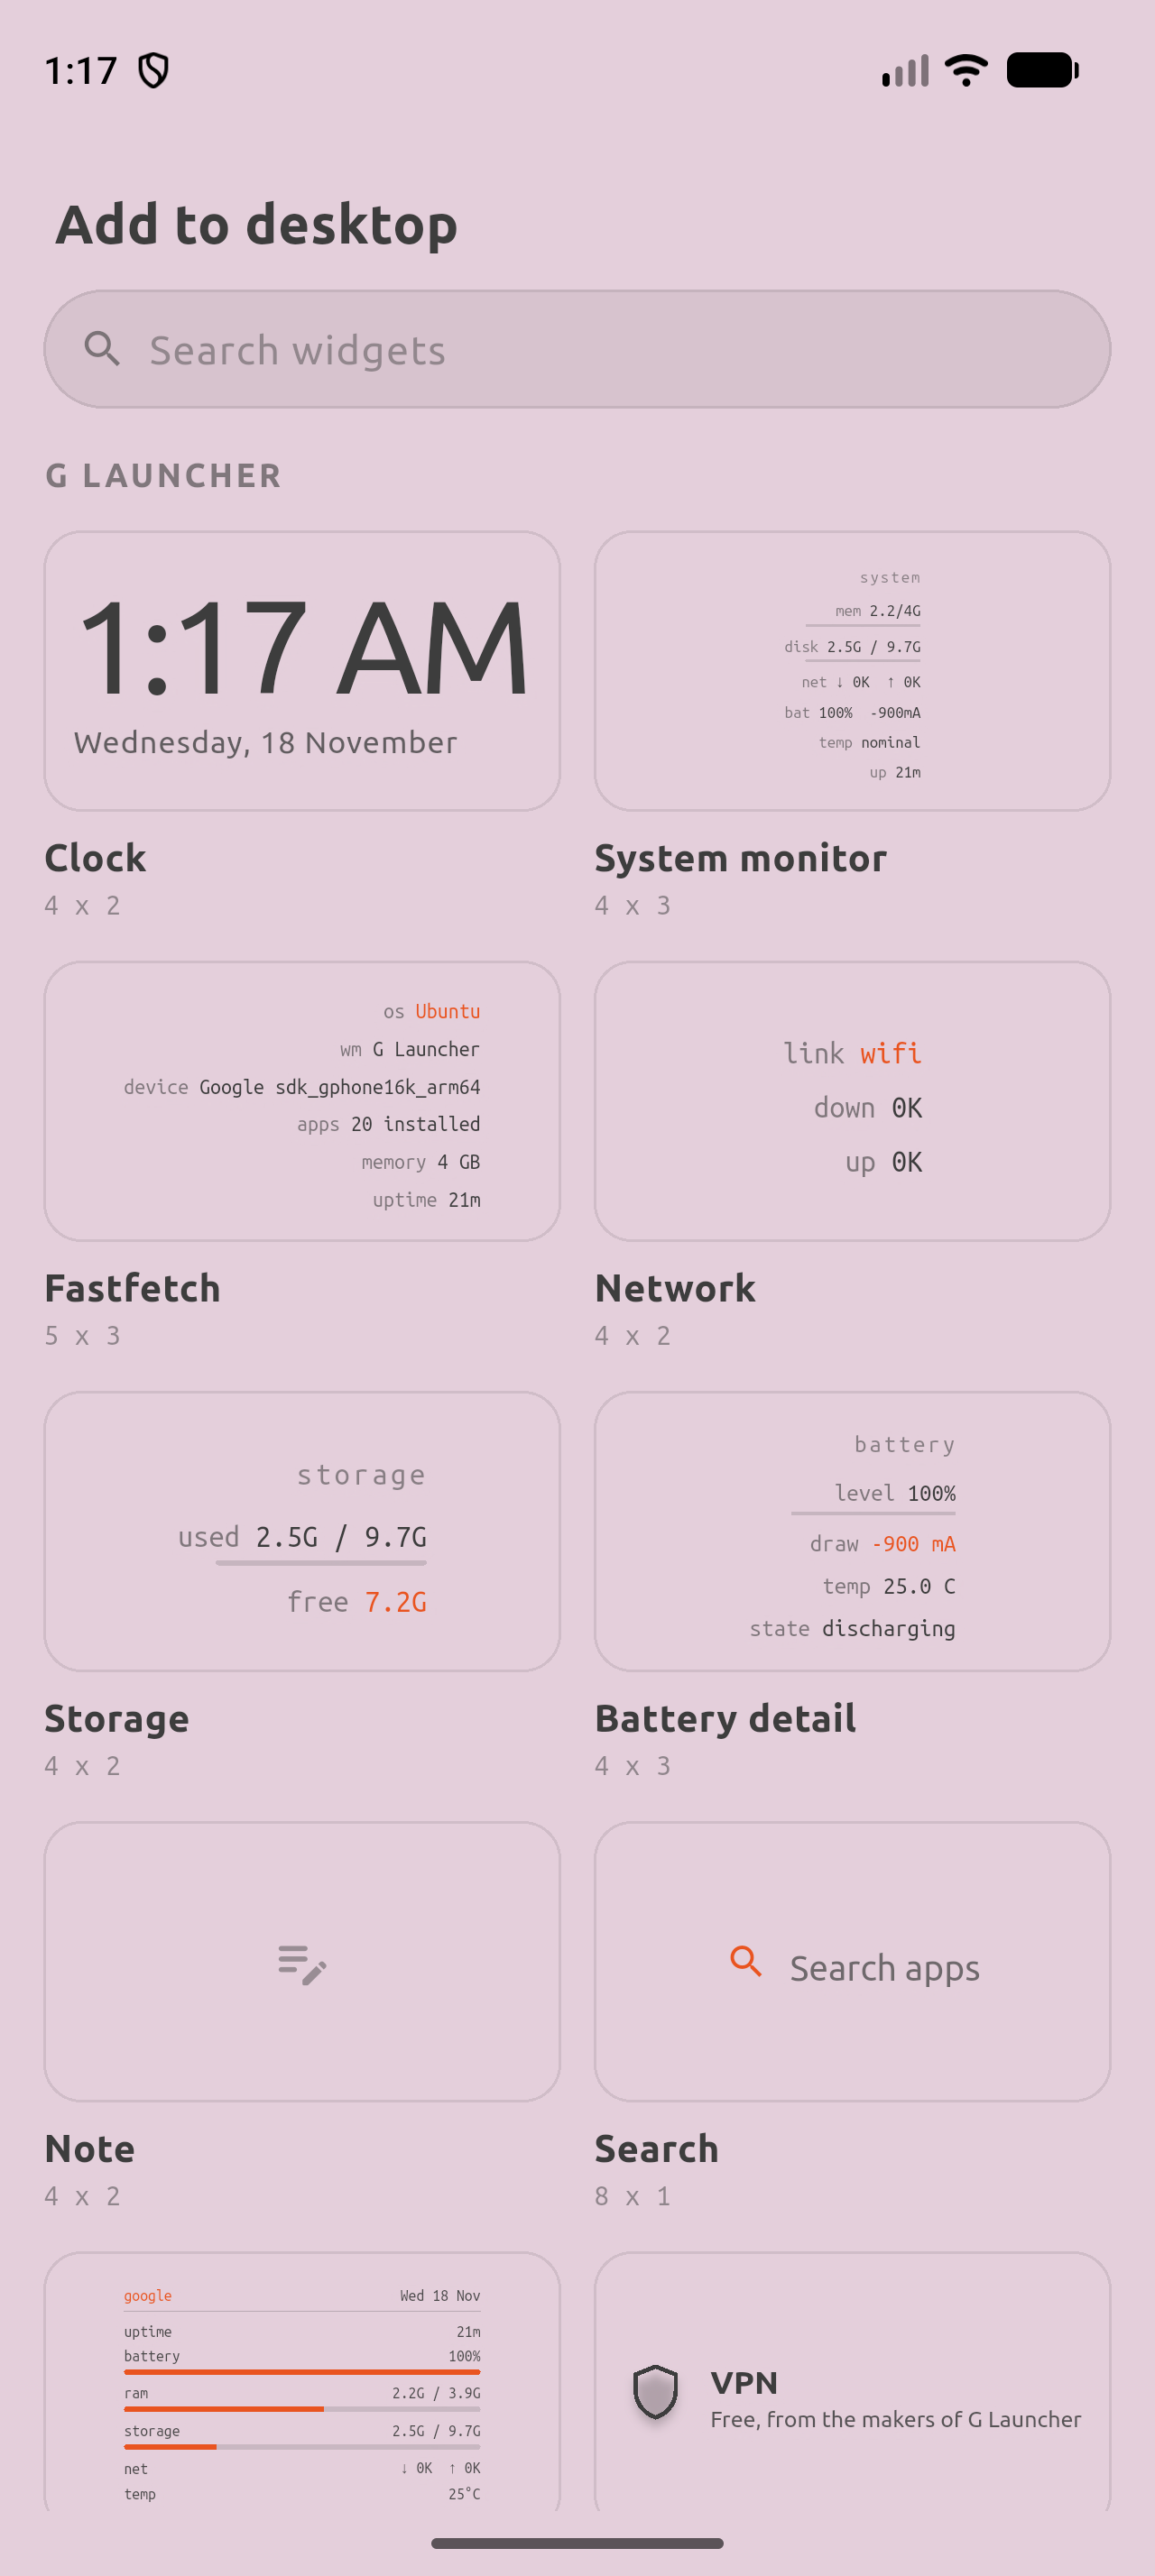 1:17
Add to desktop
Search widgets
G LAUNCHER
1:17 AM
Wednesday, 18 November
Clock
4 x 2
system
mem 2.2/4G
disk 2.5G / 9.7G
net ↓ 0K ↑ 0K
bat 100% -900mA
temp nominal
up 21m
System monitor
4 x 3
os Ubuntu
wm G Launcher
device Google sdk_gphone16k_arm64
apps 20 installed
memory 4 GB
uptime 21m
Fastfetch
5 x 3
link wifi
down 0K
up 0K
Network
4 x 2
storage
used 2.5G / 9.7G
free 7.2G
Storage
4 x 2
battery
level 100%
draw -900 mA
temp 25.0 C
state discharging
Battery detail
4 x 3
Note
4 x 2
Search apps
Search
8 x 1
google Wed 18 Nov
uptime 21m
battery 100%
ram 2.2G / 3.9G
storage 2.5G / 9.7G
net ↓ 0K ↑ 0K
temp 25°C
VPN
Free, from the makers of G Launcher